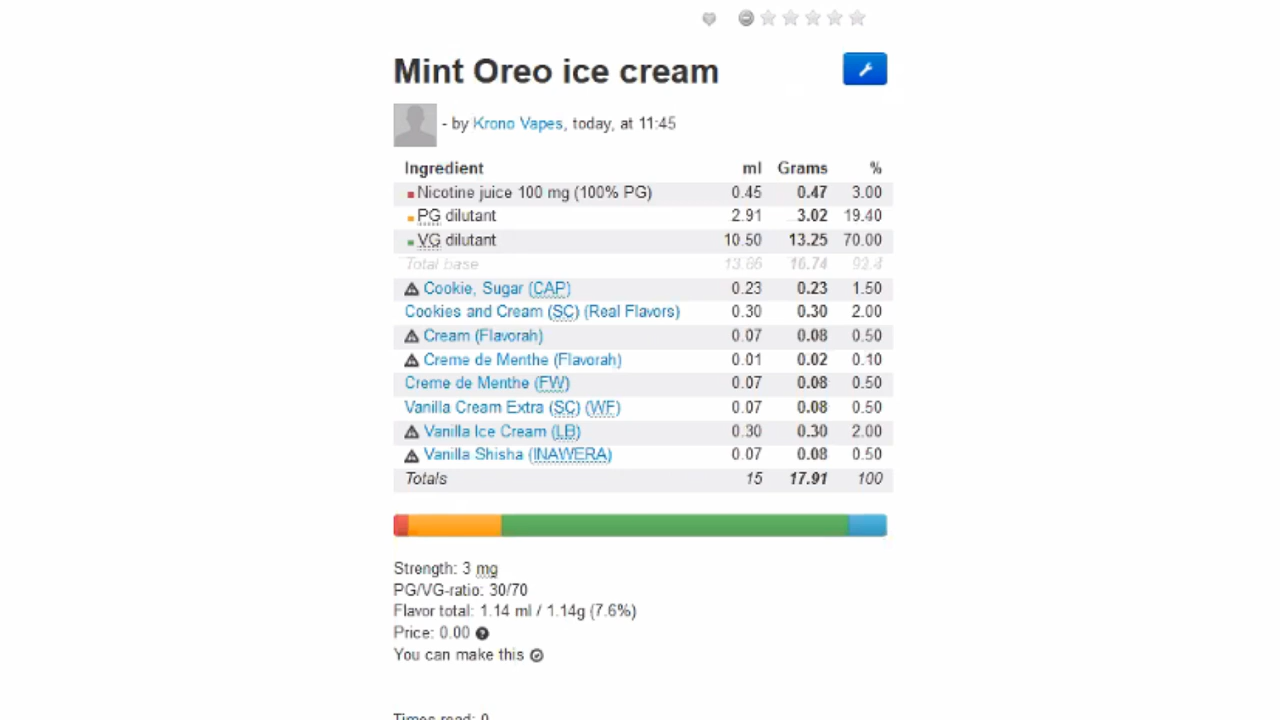 Mint Oreo ice cream
- by Krono Vapes, today, at 11:45
Ingredient ml Grams %
Nicotine juice 100 mg (100% PG) 0.45 0.47 3.00
PG dilutant 2.91 3.02 19.40
VG dilutant 10.50 13.25 70.00
Total base 13.86 16.74 92.4
Cookie, Sugar (CAP) 0.23 0.23 1.50
Cookies and Cream (SC) (Real Flavors) 0.30 0.30 2.00
Cream (Flavorah) 0.07 0.08 0.50
Creme de Menthe (Flavorah) 0.01 0.02 0.10
Creme de Menthe (FW) 0.07 0.08 0.50
Vanilla Cream Extra (SC) (WF) 0.07 0.08 0.50
Vanilla Ice Cream (LB) 0.30 0.30 2.00
Vanilla Shisha (INAWERA) 0.07 0.08 0.50
Totals 15 17.91 100
Strength: 3 mg
PG/VG-ratio: 30/70
Flavor total: 1.14 ml / 1.14g (7.6%)
Price: 0.00
You can make this
Times read: 0